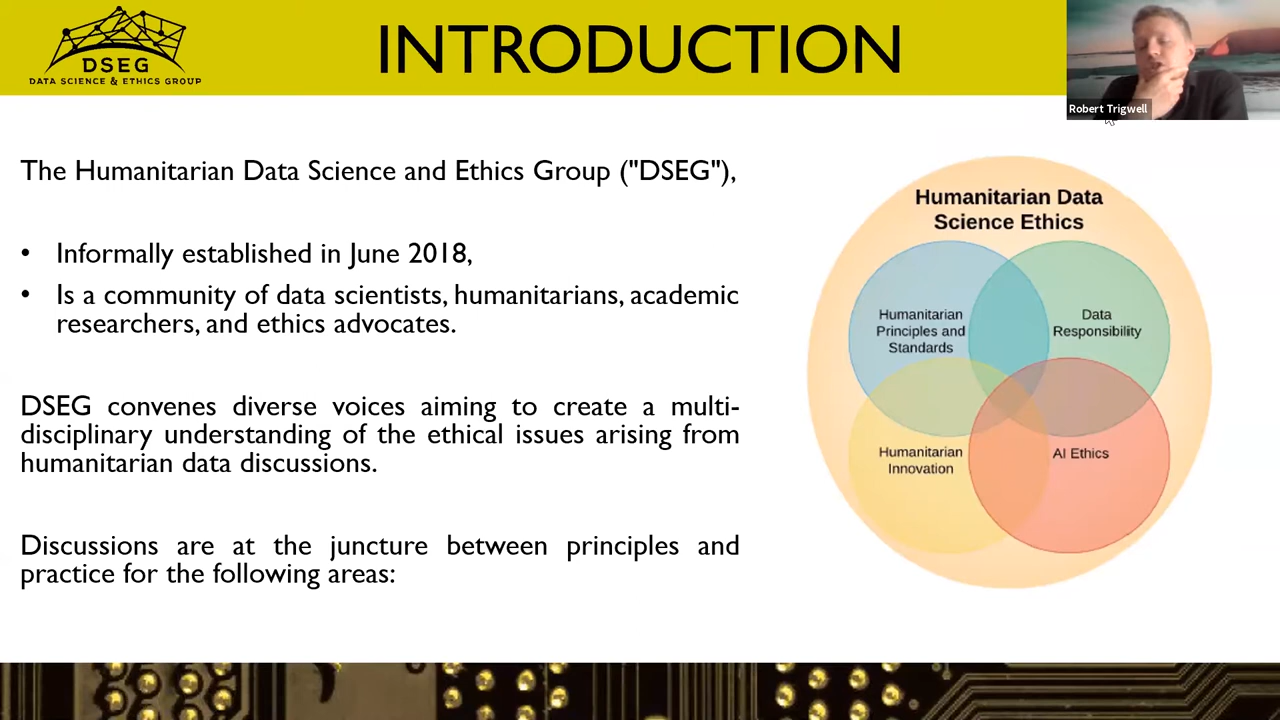 DSEG
DATA SCIENCE & ETHICS GROUP
INTRODUCTION
Robert Trigwell
The Humanitarian Data Science and Ethics Group ("DSEG"),
• Informally established in June 2018,
• Is a community of data scientists, humanitarians, academic
researchers, and ethics advocates.
DSEG convenes diverse voices aiming to create a multi-
disciplinary understanding of the ethical issues arising from
humanitarian data discussions.
Discussions are at the juncture between principles and
practice for the following areas:
Humanitarian Data
Science Ethics
Humanitarian
Principles and
Standards
Data
Responsibility
Humanitarian
Innovation
AI Ethics